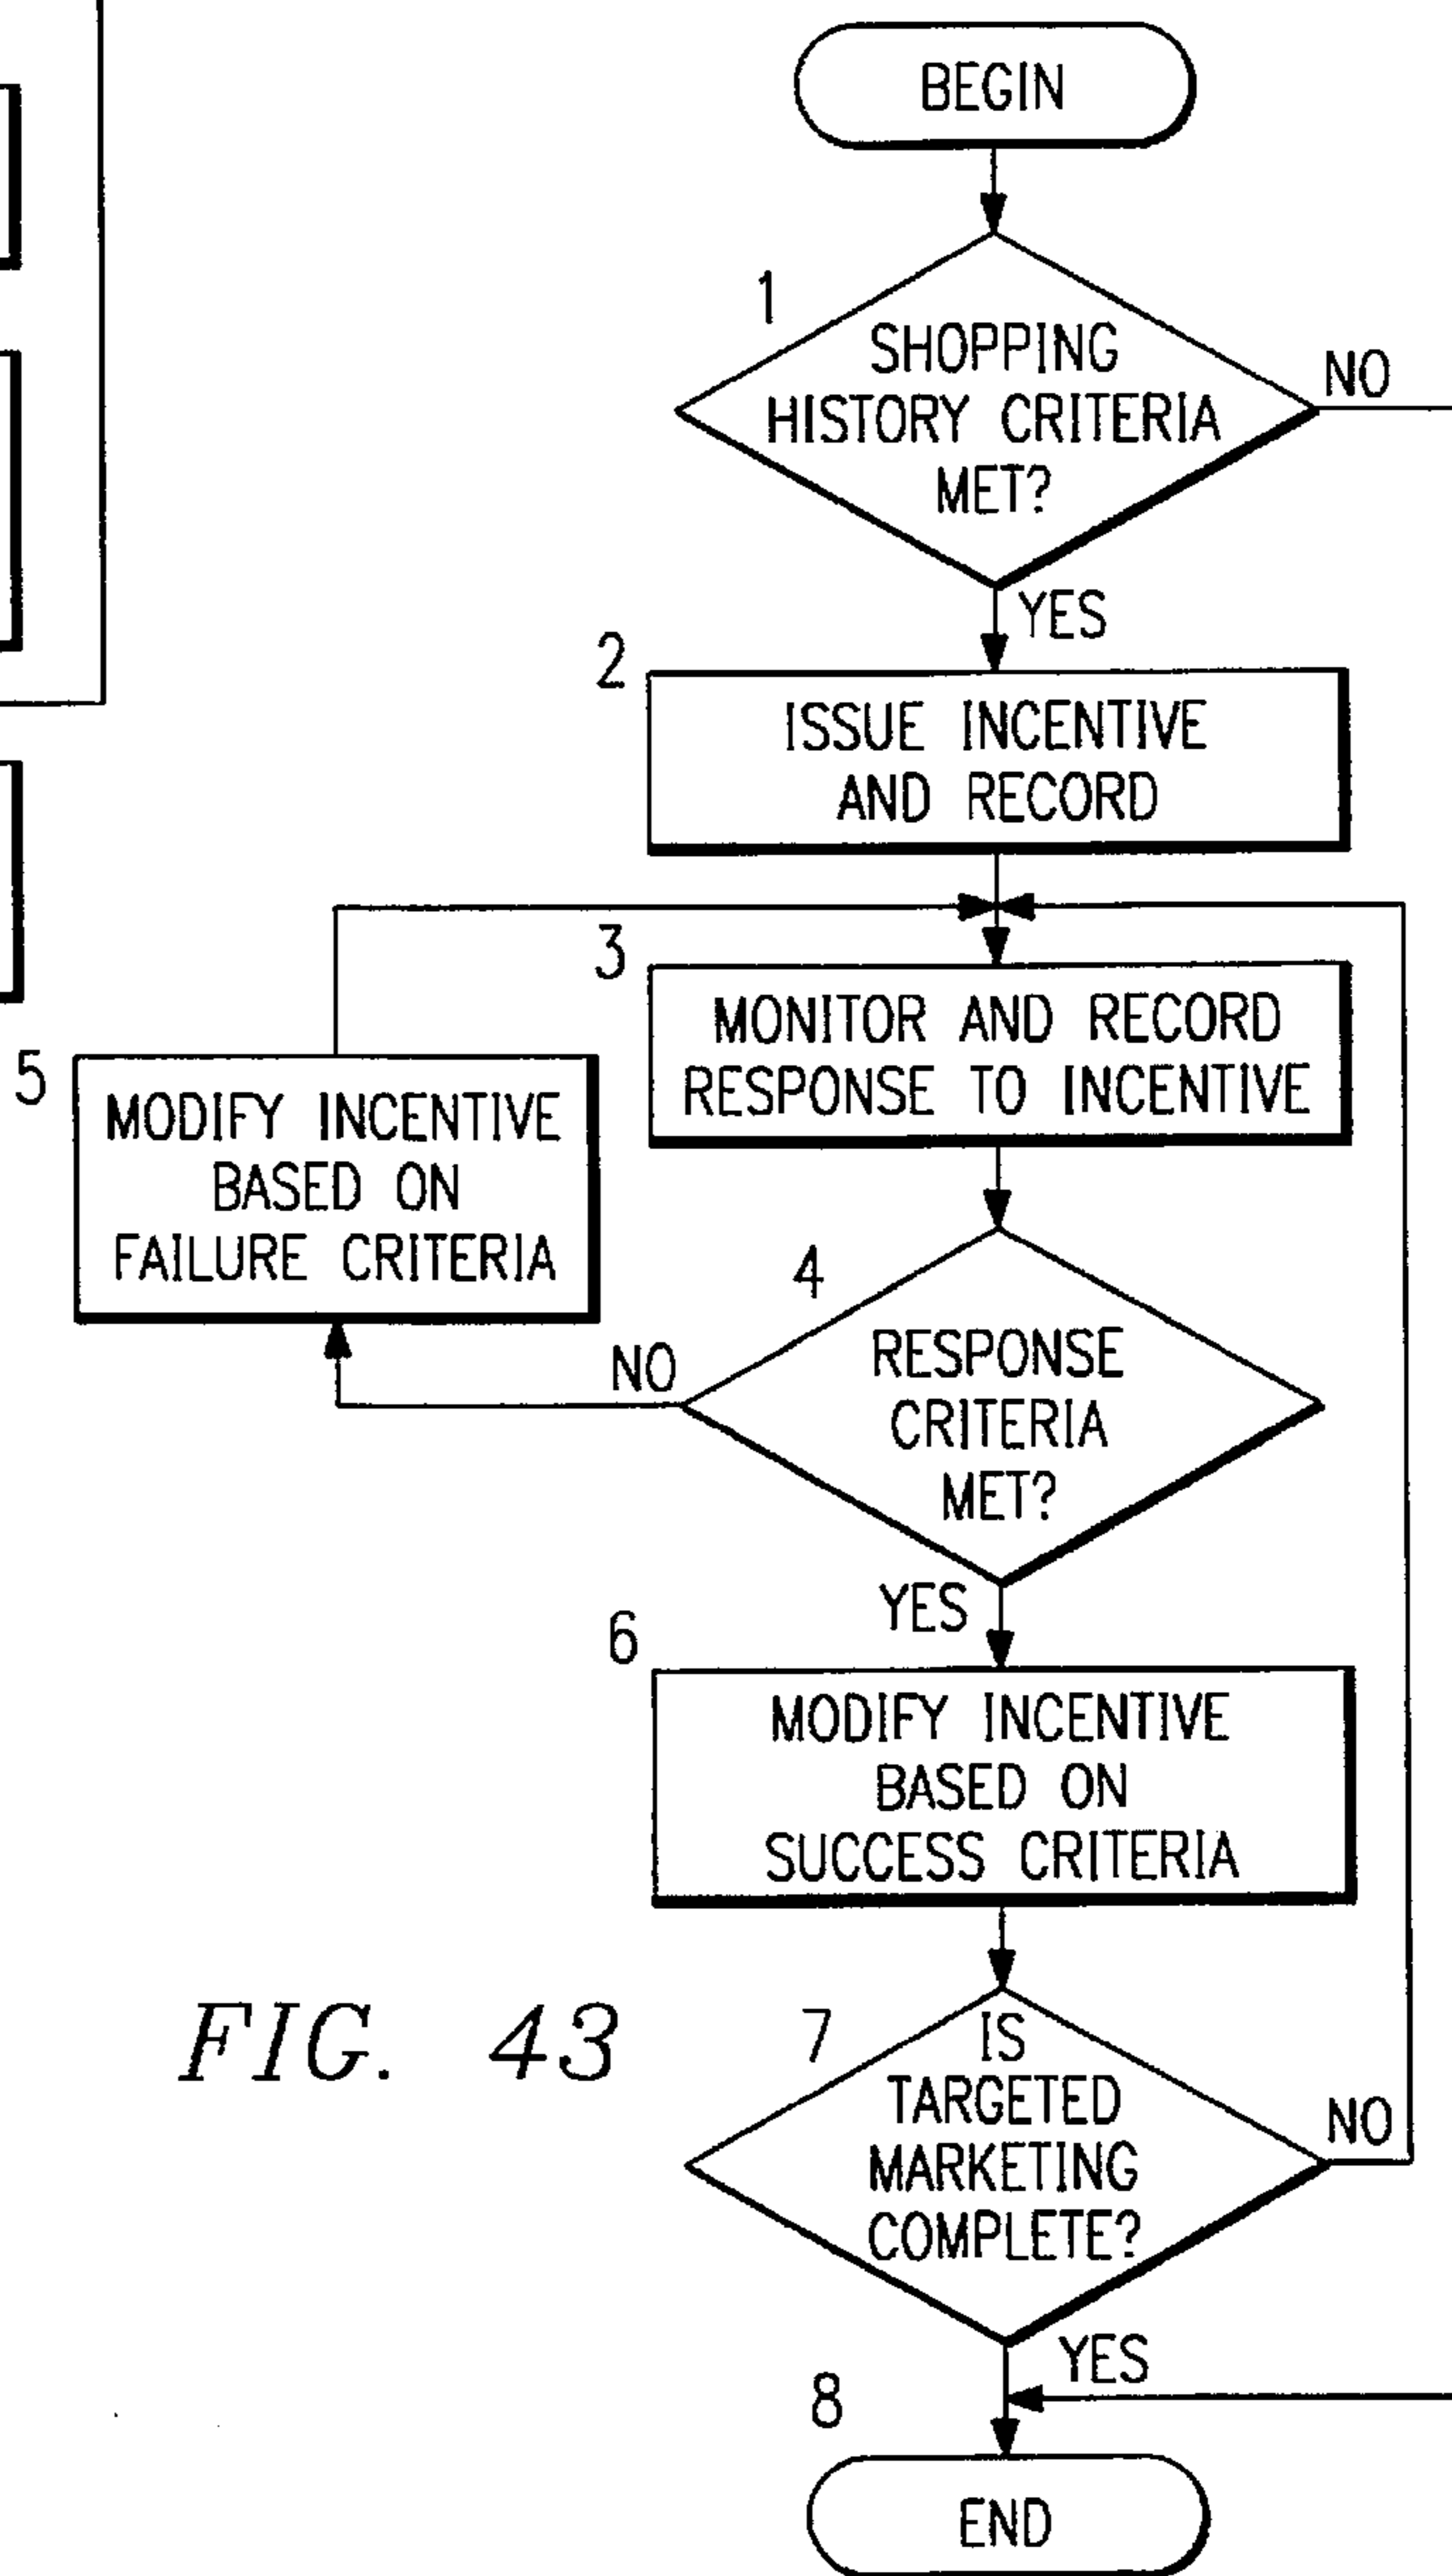 BEGIN
1
SHOPPING
HISTORY CRITERIA
MET?
NO
YES
2
ISSUE INCENTIVE
AND RECORD
3
MONITOR AND RECORD
RESPONSE TO INCENTIVE
5
MODIFY INCENTIVE
BASED ON
FAILURE CRITERIA
4
RESPONSE
CRITERIA
MET?
NO
YES
6
MODIFY INCENTIVE
BASED ON
SUCCESS CRITERIA
7
IS
TARGETED
MARKETING
COMPLETE?
NO
YES
8
END
FIG. 43